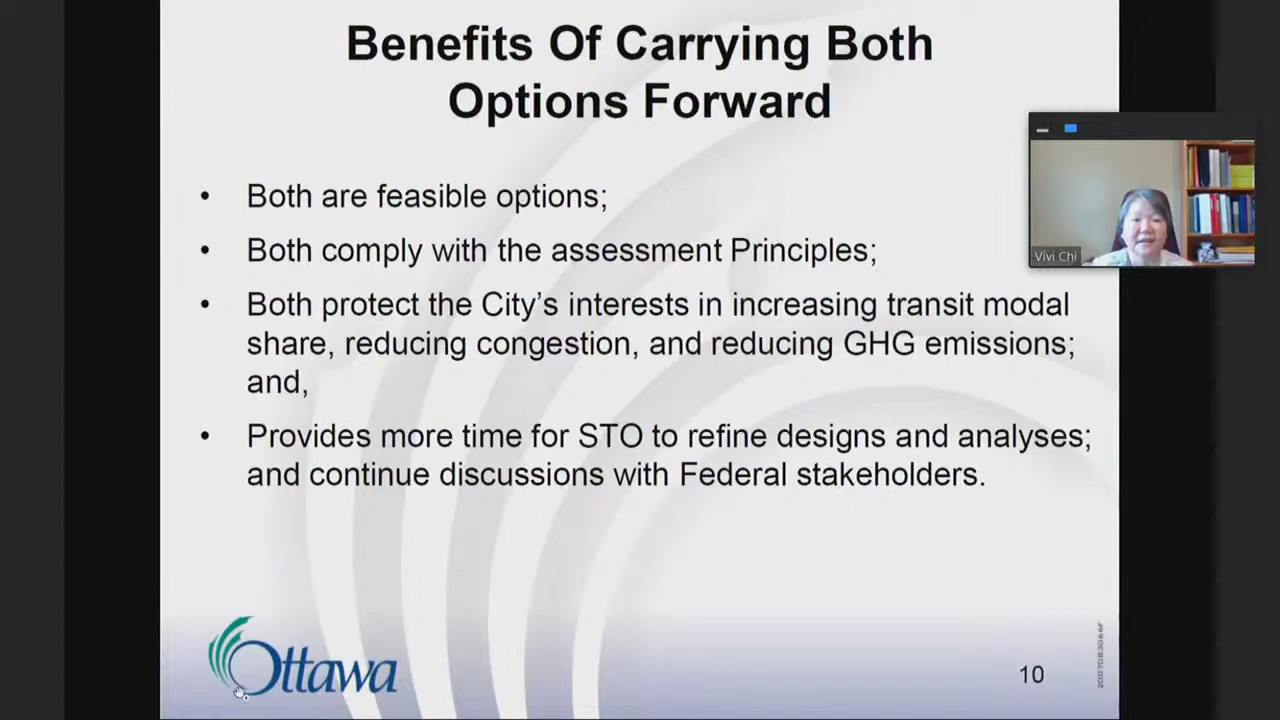 Benefits Of Carrying Both
Options Forward
• Both are feasible options;
• Both comply with the assessment Principles;
• Both protect the City's interests in increasing transit modal
share, reducing congestion, and reducing GHG emissions;
and,
• Provides more time for STO to refine designs and analyses;
and continue discussions with Federal stakeholders.
Vivi Chi
Ottawa
10